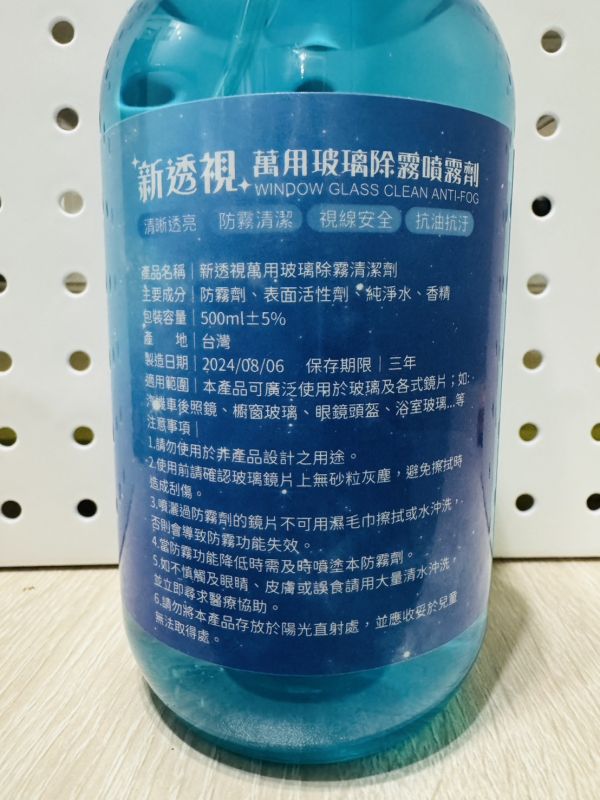 新透視 萬用玻璃除霧噴霧劑
WINDOW GLASS CLEAN ANTI-FOG
清晰透亮 防霧清潔 視線安全 抗油抗汙
產品名稱｜新透視萬用玻璃除霧清潔劑
主要成分｜防霧劑、表面活性劑、純淨水、香精
包裝容量｜500ml±5%
產 地｜台灣
製造日期｜2024/08/06 保存期限｜三年
適用範圍｜本產品可廣泛使用於玻璃及各式鏡片；如:
汽機車後照鏡、櫥窗玻璃、眼鏡頭盔、浴室玻璃...等
注意事項｜
1.請勿使用於非產品設計之用途。
2.使用前請確認玻璃鏡片上無砂粒灰塵，避免擦拭時
造成刮傷。
3.噴灑過防霧劑的鏡片不可用濕毛巾擦拭或水沖洗，
否則會導致防霧功能失效。
4.當防霧功能降低時需及時噴塗本防霧劑。
5.如不慎觸及眼睛、皮膚或誤食請用大量清水沖洗，
並立即尋求醫療協助。
6.請勿將本產品存放於陽光直射處，並應收妥於兒童
無法取得處。